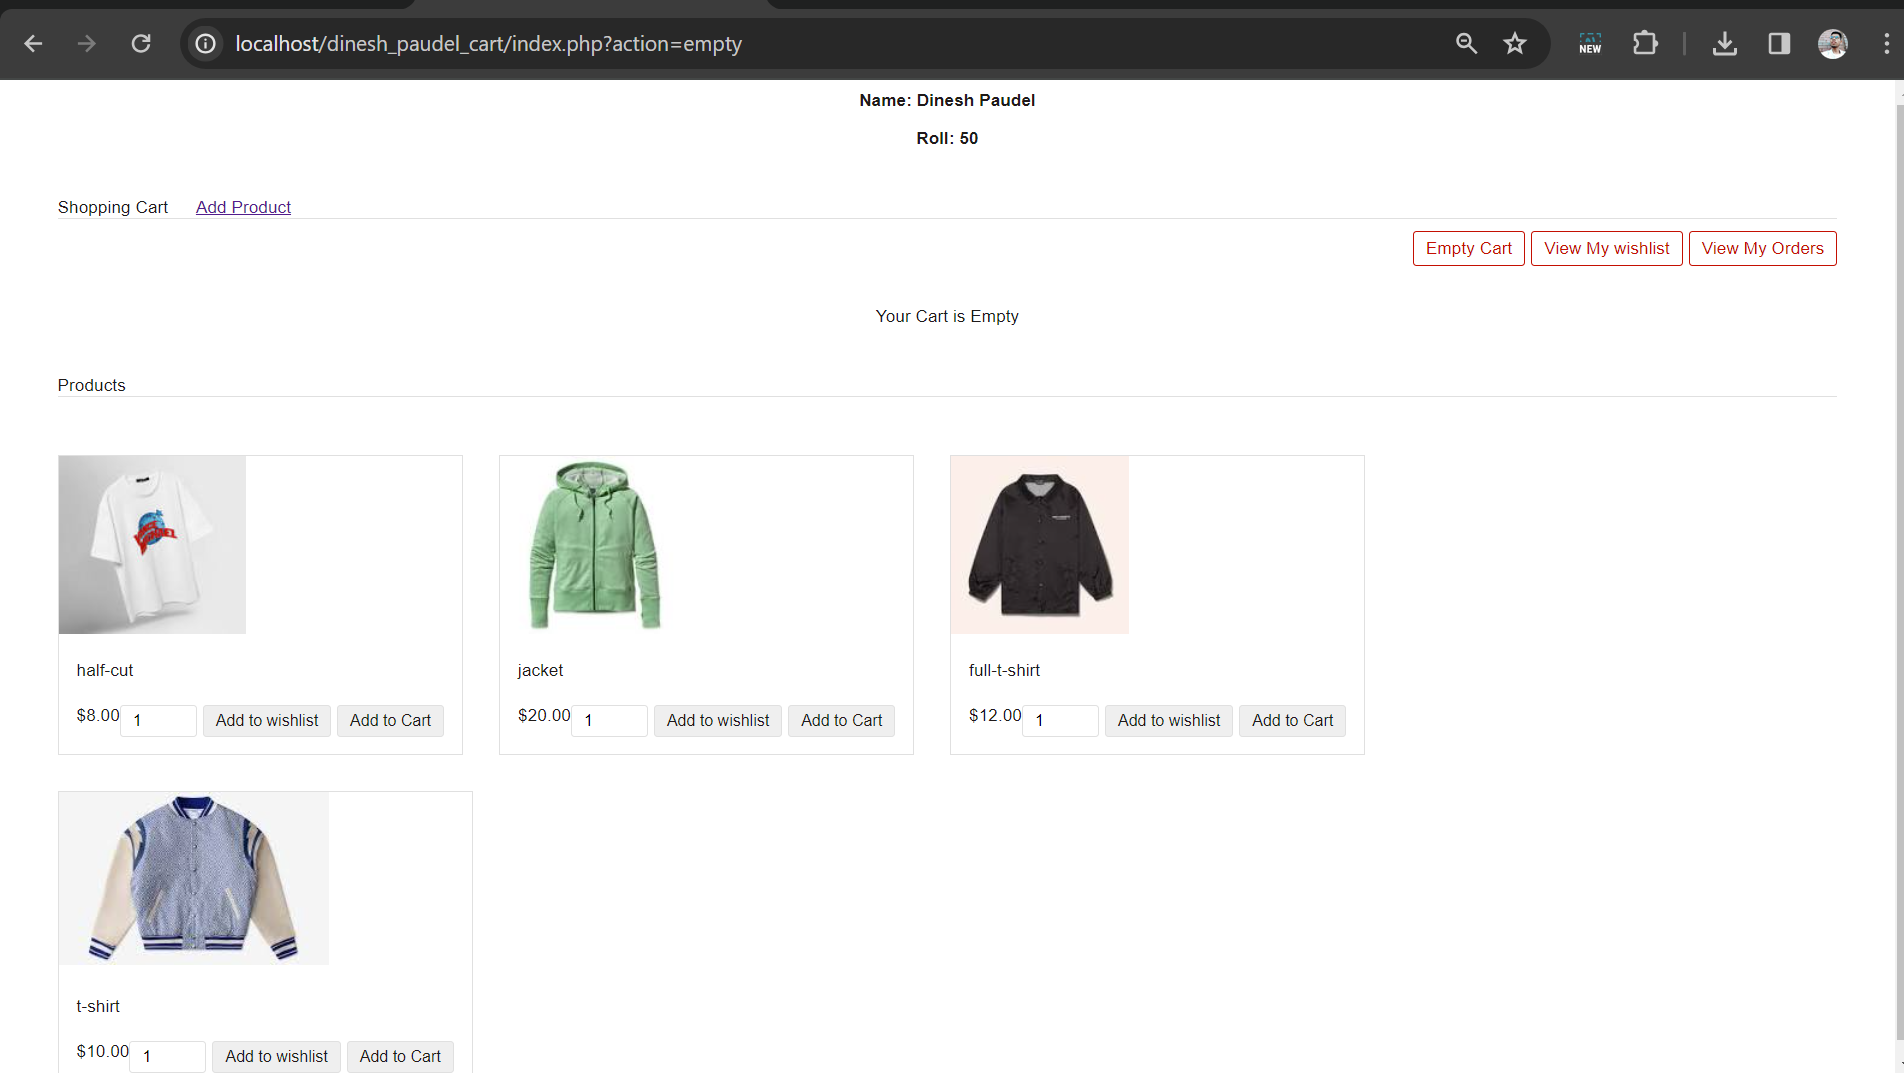 localhost/dinesh_paudel_cart/index.php?action=empty
NEW
Name: Dinesh Paudel
Roll: 50
Shopping Cart Add Product
Empty Cart View My wishlist View My Orders
Your Cart is Empty
Products
half-cut
$8.00 1 Add to wishlist Add to Cart
jacket
$20.00 1 Add to wishlist Add to Cart
full-t-shirt
$12.00 1 Add to wishlist Add to Cart
t-shirt
$10.00 1 Add to wishlist Add to Cart